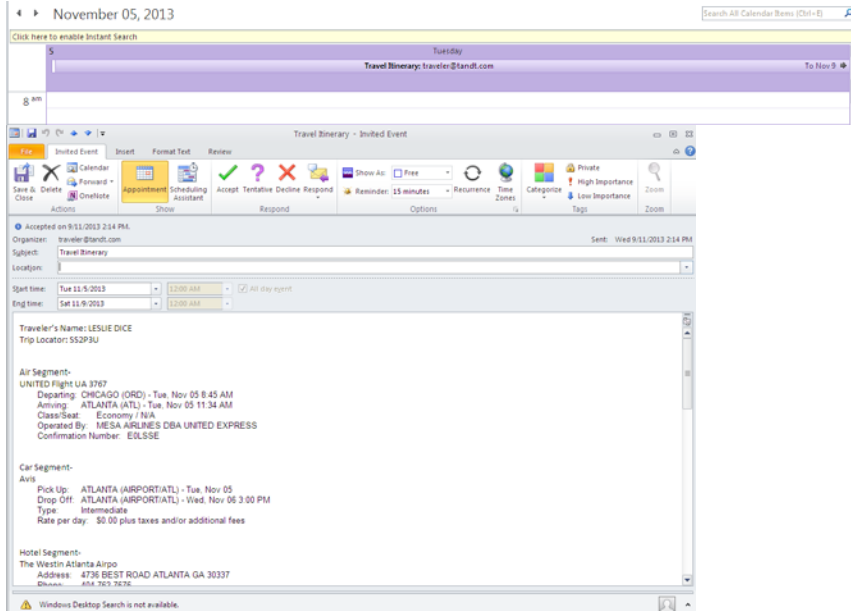 November 05, 2013
Search All Calendar Items (Ctrl+E)
Click here to enable Instant Search
5
Tuesday
Travel Itinerary: traveler@tandt.com
To Nov 9
8 am
Travel Itinerary - Invited Event
File Invited Event Insert Format Text Review
Save & Close
Delete
Calendar
Forward
OneNote
Appointment
Scheduling Assistant
Accept Tentative Decline Respond
Show As: Free
Reminder: 15 minutes
Recurrence
Time Zones
Categorize
Private
High Importance
Low Importance
Zoom
Actions Show Respond Options Tags Zoom
Accepted on 9/11/2013 2:14 PM.
Organizer: traveler@tandt.com Sent: Wed 9/11/2013 2:14 PM
Subject: Travel Itinerary
Location:
Start time: Tue 11/5/2013 12:00 AM All day event
End time: Sat 11/9/2013 12:00 AM
Traveler's Name: LESLIE DICE
Trip Locator: SS2P3U
Air Segment-
UNITED Flight UA 3767
Departing: CHICAGO (ORD) - Tue, Nov 05 8:45 AM
Arriving: ATLANTA (ATL) - Tue, Nov 05 11:34 AM
Class/Seat: Economy / N/A
Operated By: MESA AIRLINES DBA UNITED EXPRESS
Confirmation Number: E0LSSE
Car Segment-
Avis
Pick Up: ATLANTA (AIRPORT/ATL) - Tue, Nov 05
Drop Off: ATLANTA (AIRPORT/ATL) - Wed, Nov 06 3:00 PM
Type: Intermediate
Rate per day: $0.00 plus taxes and/or additional fees
Hotel Segment-
The Westin Atlanta Airpo
Address: 4736 BEST ROAD ATLANTA GA 30337
Phone: 404 762 7676
Windows Desktop Search is not available.